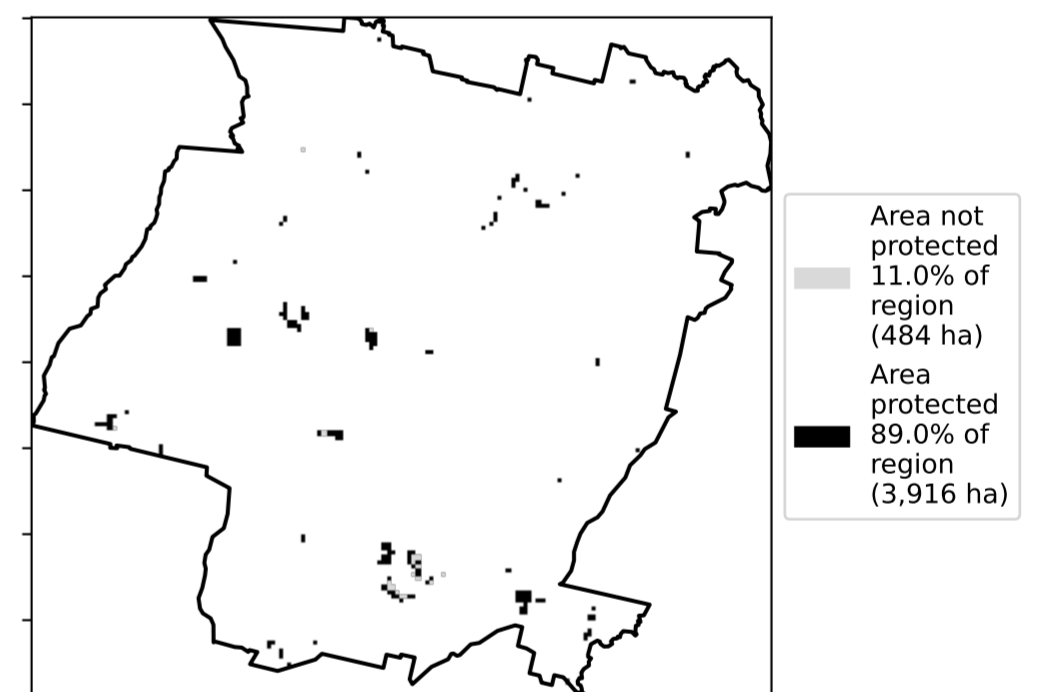 Area not
protected
11.0% of
region
(484 ha)
Area
protected
89.0% of
region
(3,916 ha)